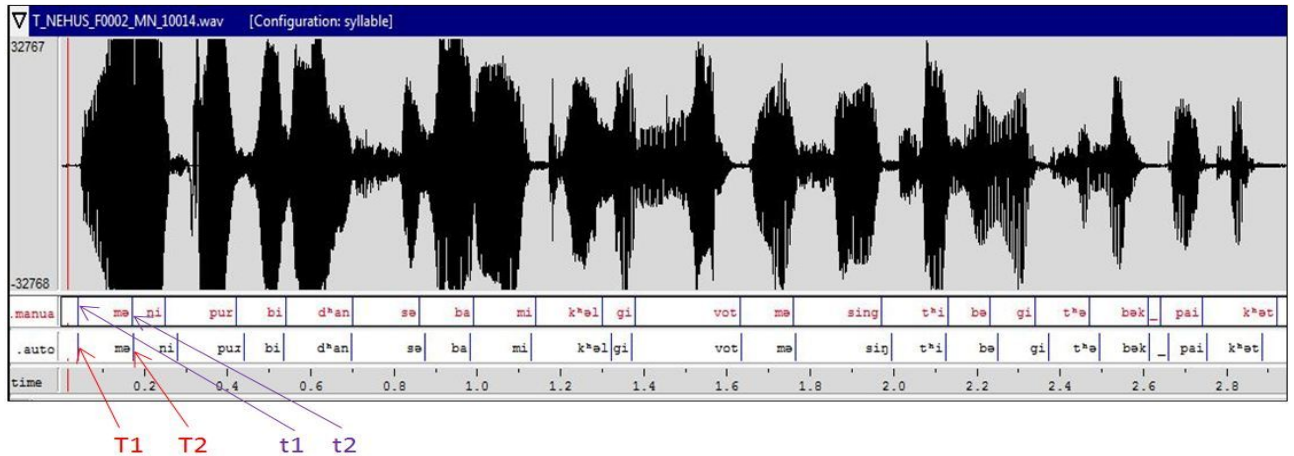 T_NEHUS_F0002_MN_10014.wav [Configuration: syllable]
32767
-32768
.manua mə ni pur bi dʰan sə ba mi kʰəl gi vot mə sing tʰi bə gi tʰə bək _ pai kʰət
.auto mə ni puɹ bi dʰan sə ba mi kʰəl gi vot mə siŋ tʰi bə gi tʰə bək _ pai kʰət
time 0.2 0.4 0.6 0.8 1.0 1.2 1.4 1.6 1.8 2.0 2.2 2.4 2.6 2.8
T1 T2 t1 t2